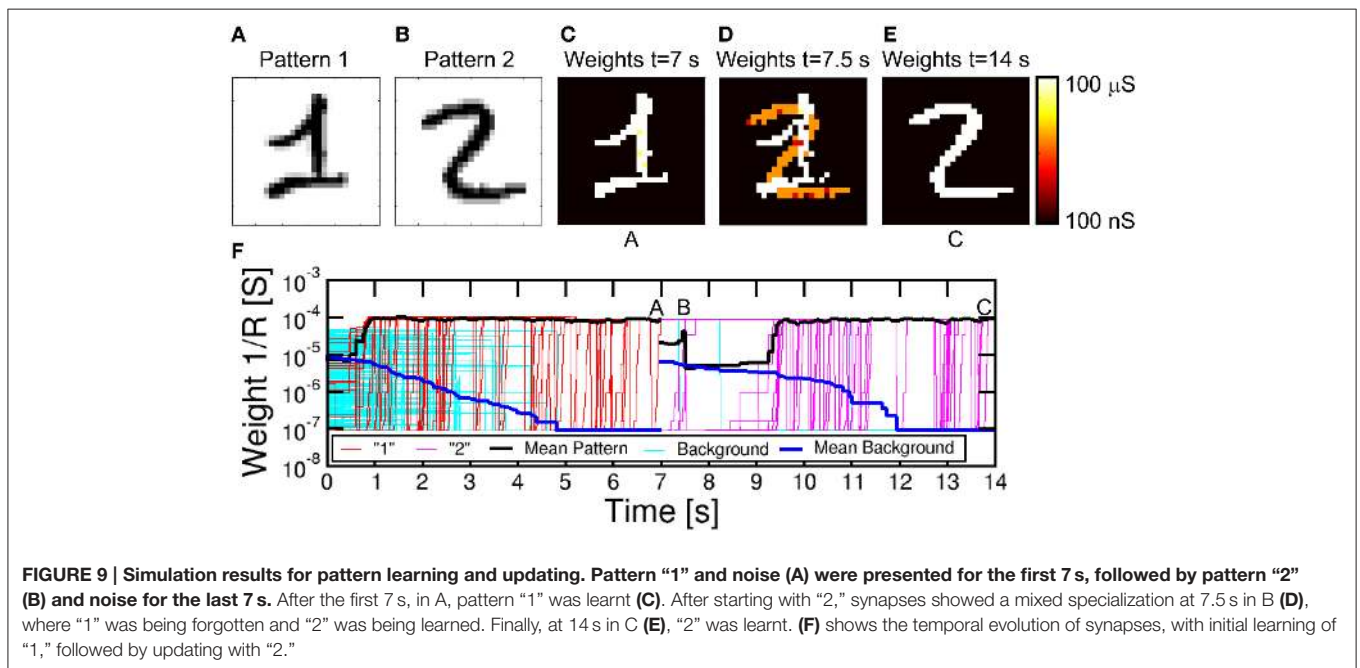 A
Pattern 1
B
Pattern 2
C
Weights t=7 s
D
Weights t=7.5 s
E
Weights t=14 s
100 µS
100 nS
A
C
F
Weight 1/R [S]
10⁻³
10⁻⁴
10⁻⁵
10⁻⁶
10⁻⁷
10⁻⁸
A
B
C
"1"
"2"
Mean Pattern
Background
Mean Background
0 1 2 3 4 5 6 7 8 9 10 11 12 13 14
Time [s]
FIGURE 9 | Simulation results for pattern learning and updating. Pattern “1” and noise (A) were presented for the first 7 s, followed by pattern “2”
(B) and noise for the last 7 s. After the first 7 s, in A, pattern “1” was learnt (C). After starting with “2,” synapses showed a mixed specialization at 7.5 s in B (D),
where “1” was being forgotten and “2” was being learned. Finally, at 14 s in C (E), “2” was learnt. (F) shows the temporal evolution of synapses, with initial learning of
“1,” followed by updating with “2.”